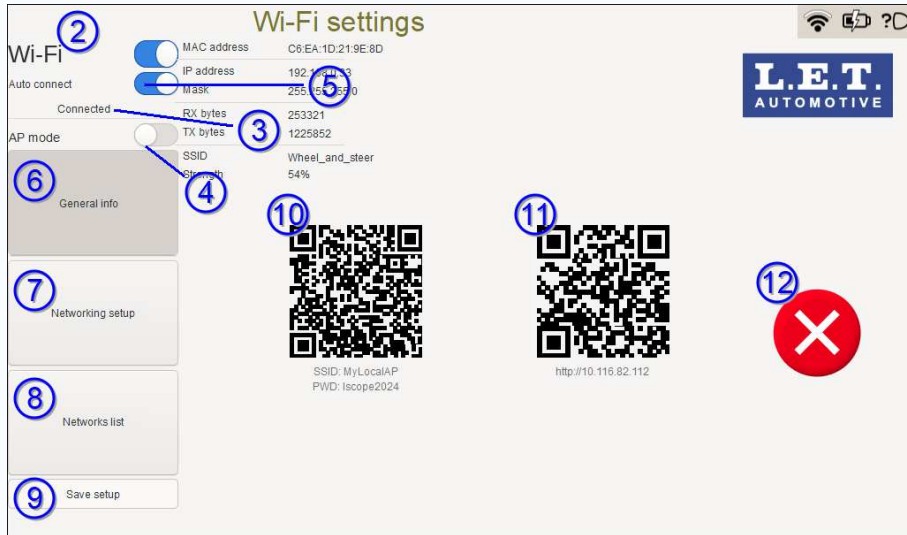 Wi-Fi settings
?
2
Wi-Fi
MAC address C6:EA:1D:21:9E:8D
L.E.T.
AUTOMOTIVE
Auto connect
5
IP address
Mask
Connected
3
RX bytes 253321
AP mode
TX bytes 1225852
4
SSID Wheel_and_steer
54%
6
General info
10
11
7
Networking setup
12
SSID: MyLocalAP
PWD: Iscope2024
http://10.116.82.112
8
Networks list
9
Save setup